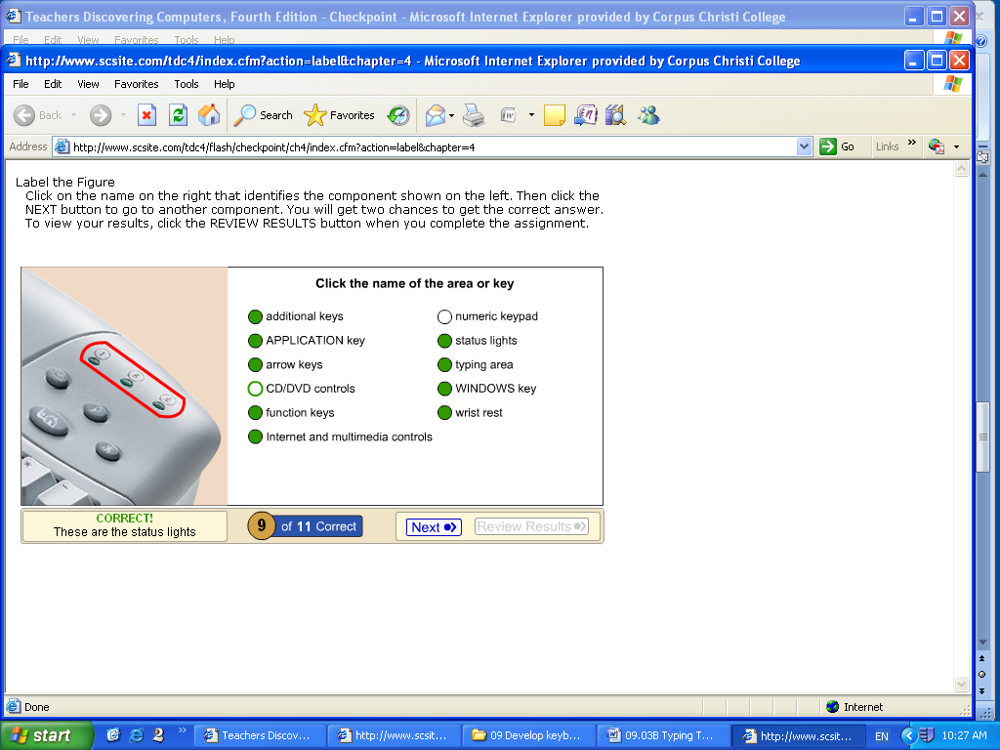 Teachers Discovering Computers, Fourth Edition - Checkpoint - Microsoft Internet Explorer provided by Corpus Christi College
File Edit View Favorites Tools Help
http://www.scsite.com/tdc4/index.cfm?action=label&chapter=4 - Microsoft Internet Explorer provided by Corpus Christi College
File Edit View Favorites Tools Help
Back Search Favorites
Address http://www.scsite.com/tdc4/flash/checkpoint/ch4/index.cfm?action=label&chapter=4 Go Links »
Label the Figure
Click on the name on the right that identifies the component shown on the left. Then click the
NEXT button to go to another component. You will get two chances to get the correct answer.
To view your results, click the REVIEW RESULTS button when you complete the assignment.
Click the name of the area or key
additional keys numeric keypad
APPLICATION key status lights
arrow keys typing area
CD/DVD controls WINDOWS key
function keys wrist rest
Internet and multimedia controls
CORRECT!
These are the status lights
9 of 11 Correct
Next Review Results
Done Internet
start 2 » Teachers Discov... http://www.scsit... 09 Develop keyb... 09.03B Typing T... http://www.scsit... EN 10:27 AM